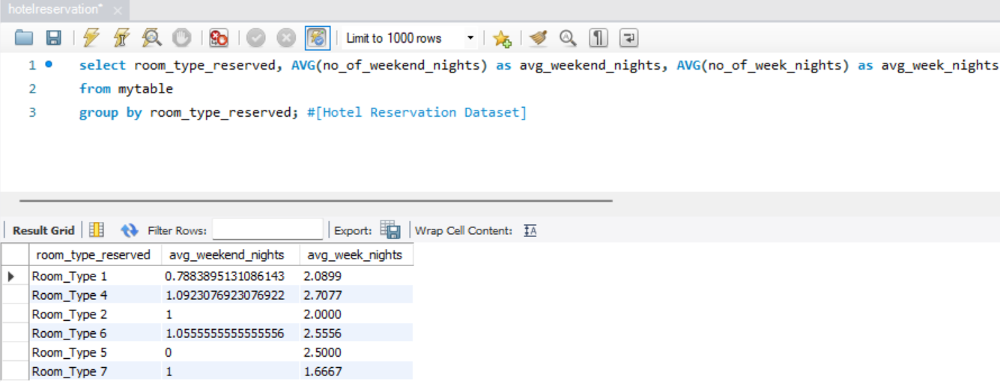 hotelreservation* ×
Limit to 1000 rows
1 select room_type_reserved, AVG(no_of_weekend_nights) as avg_weekend_nights, AVG(no_of_week_nights) as avg_week_nights
2 from mytable
3 group by room_type_reserved; #[Hotel Reservation Dataset]
Result Grid Filter Rows: Export: Wrap Cell Content: IA
room_type_reserved avg_weekend_nights avg_week_nights
Room_Type 1 0.7883895131086143 2.0899
Room_Type 4 1.0923076923076922 2.7077
Room_Type 2 1 2.0000
Room_Type 6 1.0555555555555556 2.5556
Room_Type 5 0 2.5000
Room_Type 7 1 1.6667